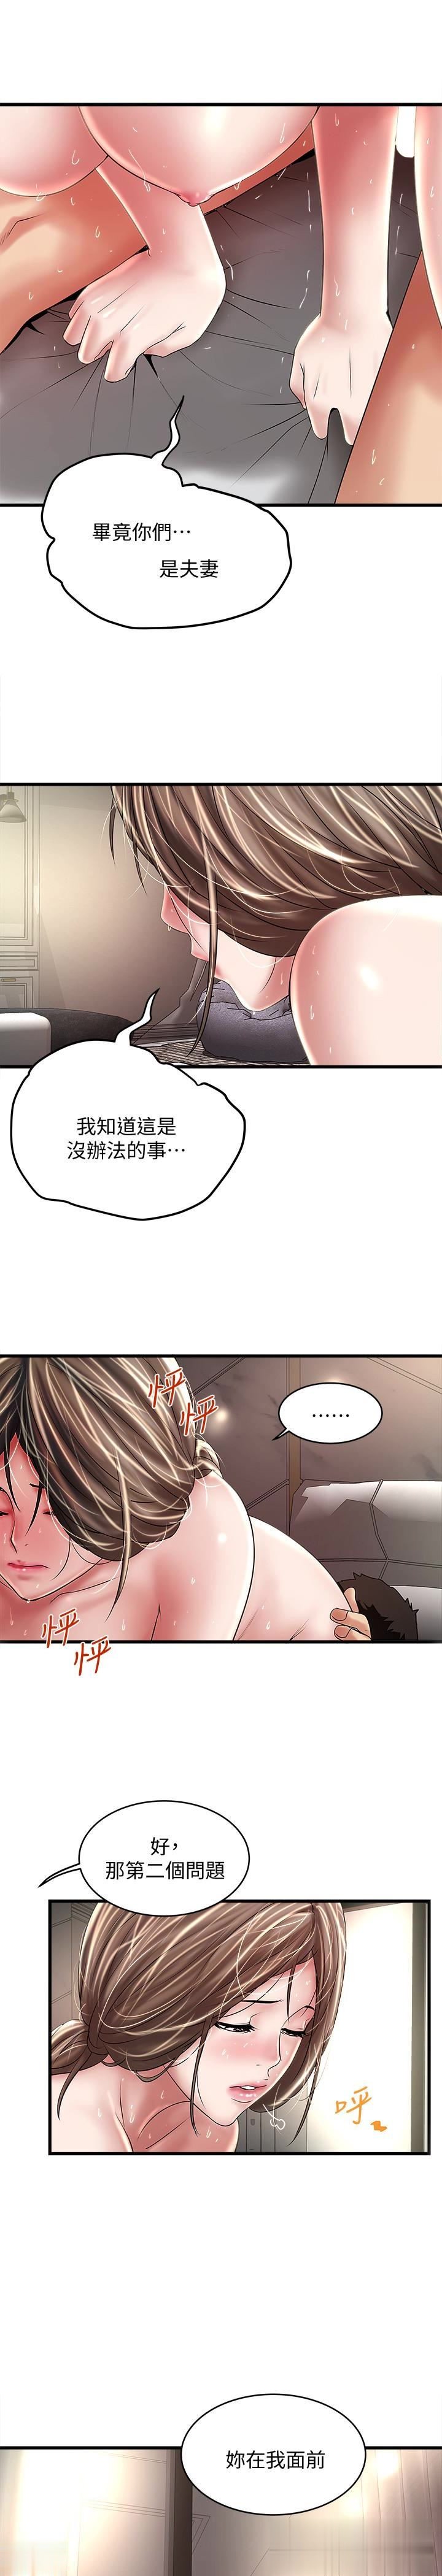 畢竟你們…
是夫妻
我知道這是
沒辦法的事…
怦
怦
……
怦
怦
好，
那第二個問題
呼
妳在我面前